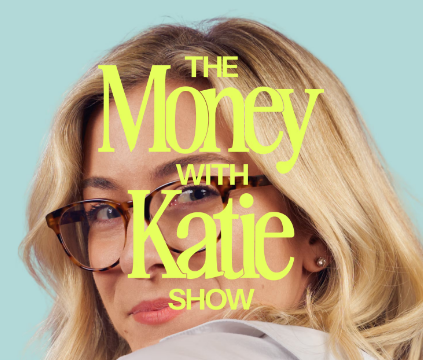 THE
Money
WITH
Katie
SHOW